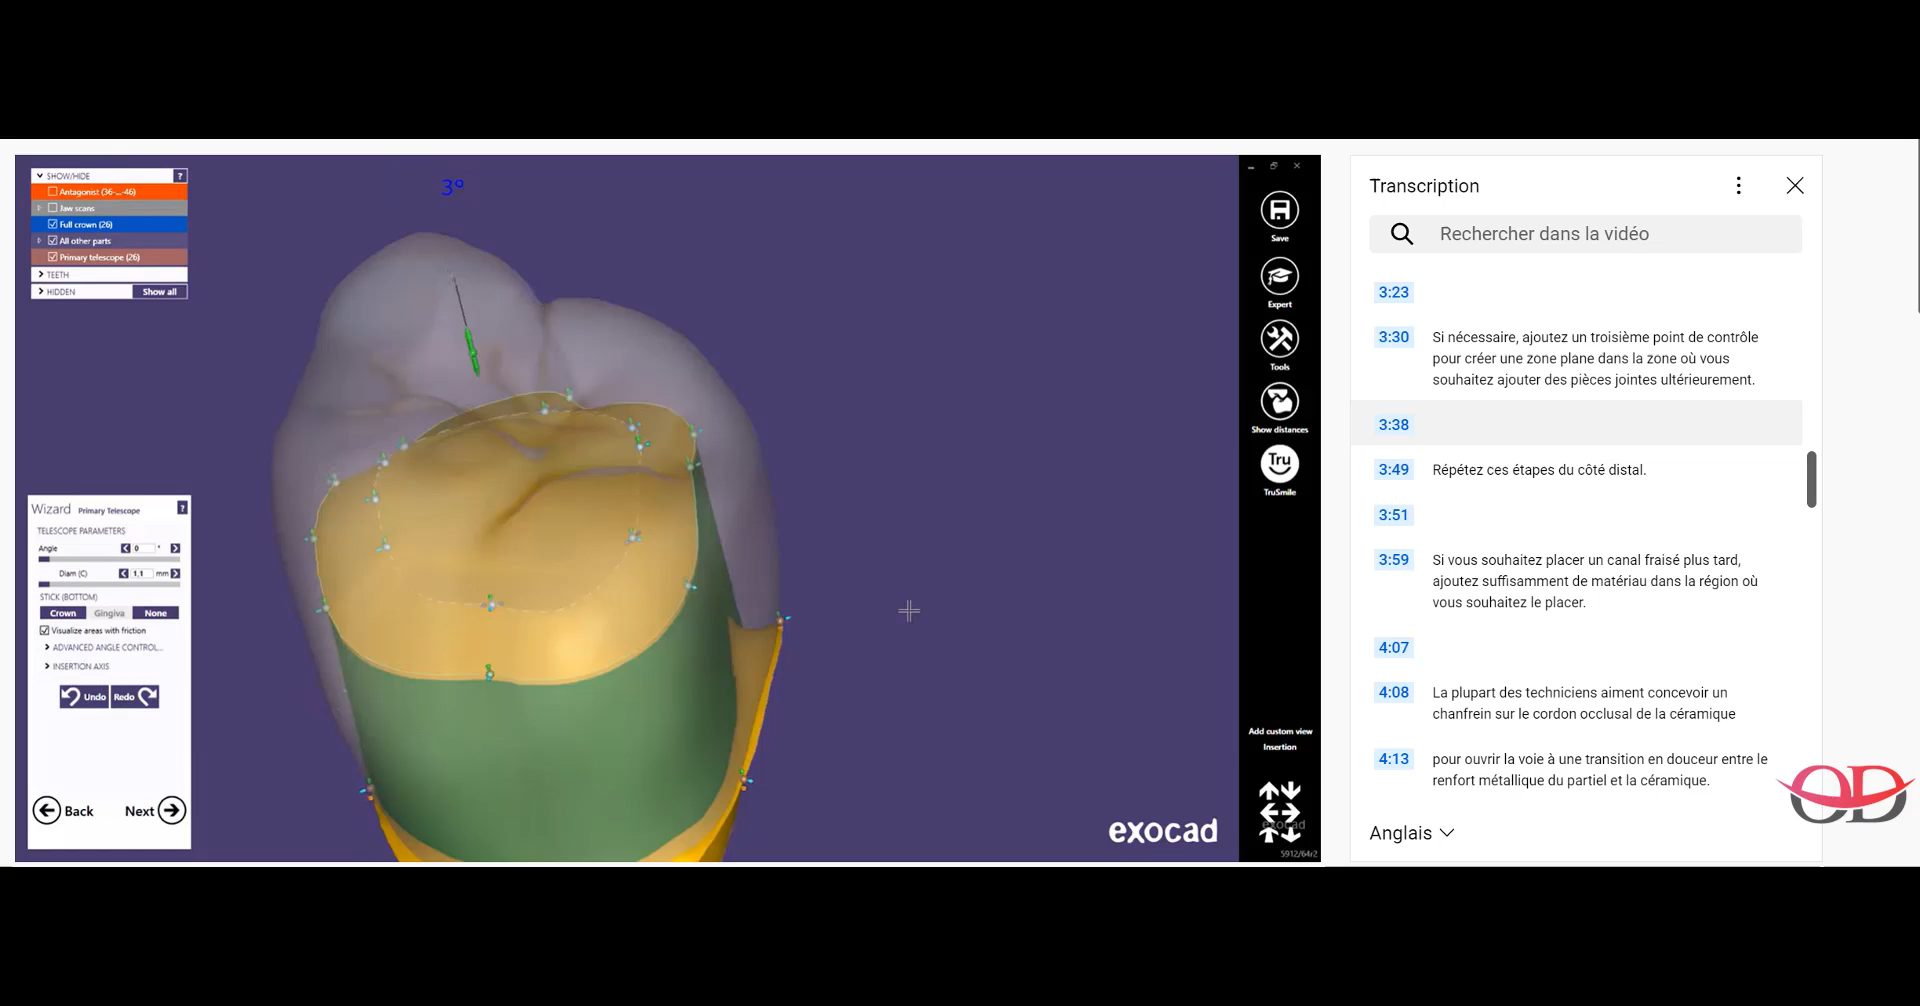 SHOW/HIDE
?
Antagonist (36-...-46)
Jaw scans
Full crown (26)
All other parts
Primary telescope (26)
TEETH
HIDDEN
Show all
3°
Wizard Primary Telescope ?
TELESCOPE PARAMETERS
Angle 0 °
Diam (C) 1,1 mm
STICK (BOTTOM)
Crown Gingiva None
Visualize areas with friction
ADVANCED ANGLE CONTROL...
INSERTION AXIS
Undo Redo
Back Next
exocad
Save
Expert
Tools
Show distances
Tru
TruSmile
Add custom view
Insertion
exocad
5912/64r2
Transcription
Rechercher dans la vidéo
3:23
3:30 Si nécessaire, ajoutez un troisième point de contrôle
pour créer une zone plane dans la zone où vous
souhaitez ajouter des pièces jointes ultérieurement.
3:38
3:49 Répétez ces étapes du côté distal.
3:51
3:59 Si vous souhaitez placer un canal fraisé plus tard,
ajoutez suffisamment de matériau dans la région où
vous souhaitez le placer.
4:07
4:08 La plupart des techniciens aiment concevoir un
chanfrein sur le cordon occlusal de la céramique
4:13 pour ouvrir la voie à une transition en douceur entre le
renfort métallique du partiel et la céramique.
Anglais
OD